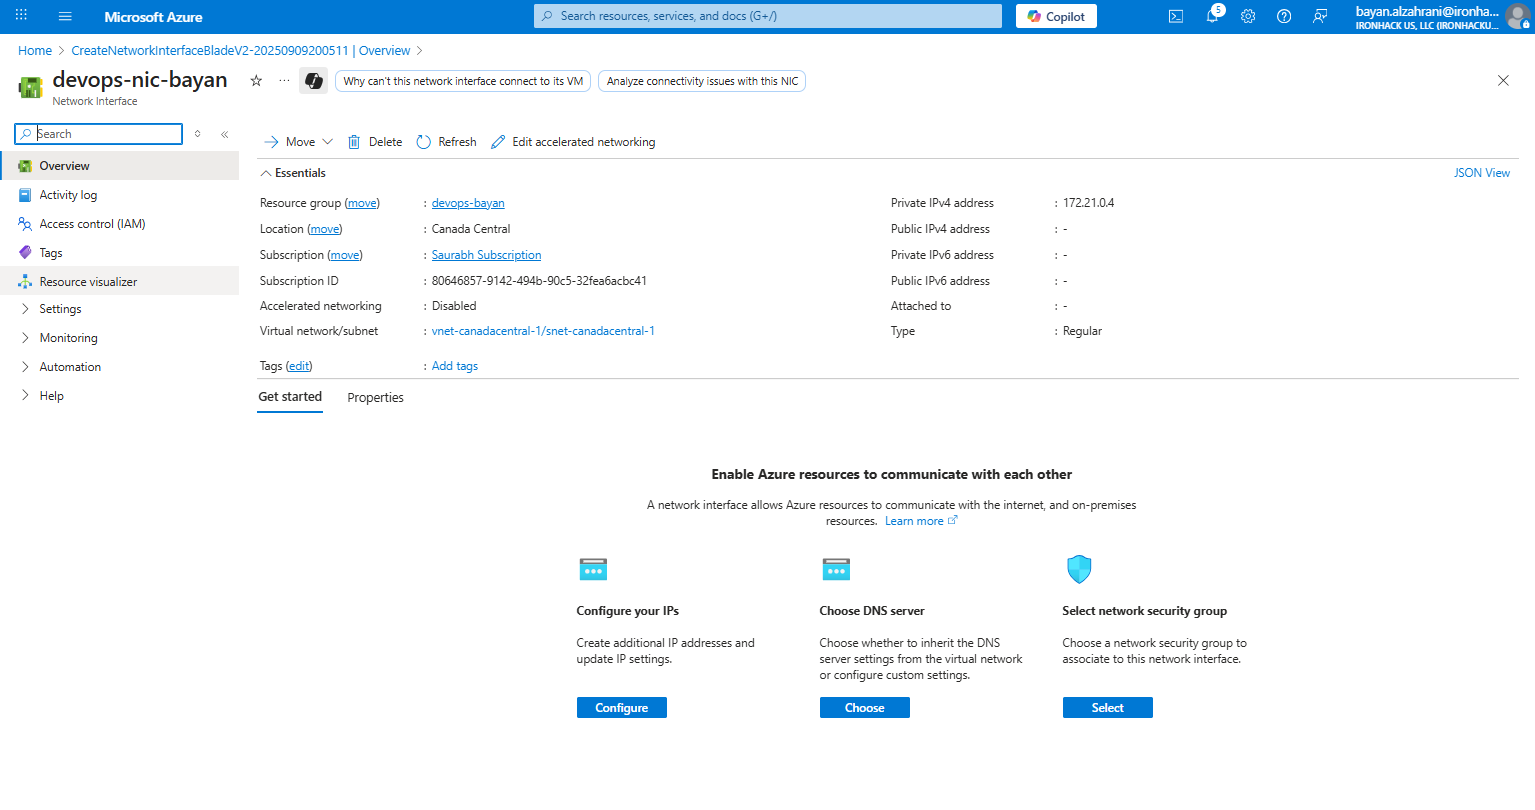 Microsoft Azure
Search resources, services, and docs (G+/)
Copilot
5
bayan.alzahrani@ironha...
IRONHACK US, LLC (IRONHACKU...
Home > CreateNetworkInterfaceBladeV2-20250909200511 | Overview >
devops-nic-bayan
Network Interface
Why can't this network interface connect to its VM
Analyze connectivity issues with this NIC
Search
Overview
Activity log
Access control (IAM)
Tags
Resource visualizer
Settings
Monitoring
Automation
Help
Move
Delete
Refresh
Edit accelerated networking
Essentials
JSON View
Resource group (move) : devops-bayan
Location (move) : Canada Central
Subscription (move) : Saurabh Subscription
Subscription ID : 80646857-9142-494b-90c5-32fea6acbc41
Accelerated networking : Disabled
Virtual network/subnet : vnet-canadacentral-1/snet-canadacentral-1
Private IPv4 address : 172.21.0.4
Public IPv4 address : -
Private IPv6 address : -
Public IPv6 address : -
Attached to : -
Type : Regular
Tags (edit) : Add tags
Get started
Properties
Enable Azure resources to communicate with each other
A network interface allows Azure resources to communicate with the internet, and on-premises
resources. Learn more
Configure your IPs
Create additional IP addresses and
update IP settings.
Configure
Choose DNS server
Choose whether to inherit the DNS
server settings from the virtual network
or configure custom settings.
Choose
Select network security group
Choose a network security group to
associate to this network interface.
Select